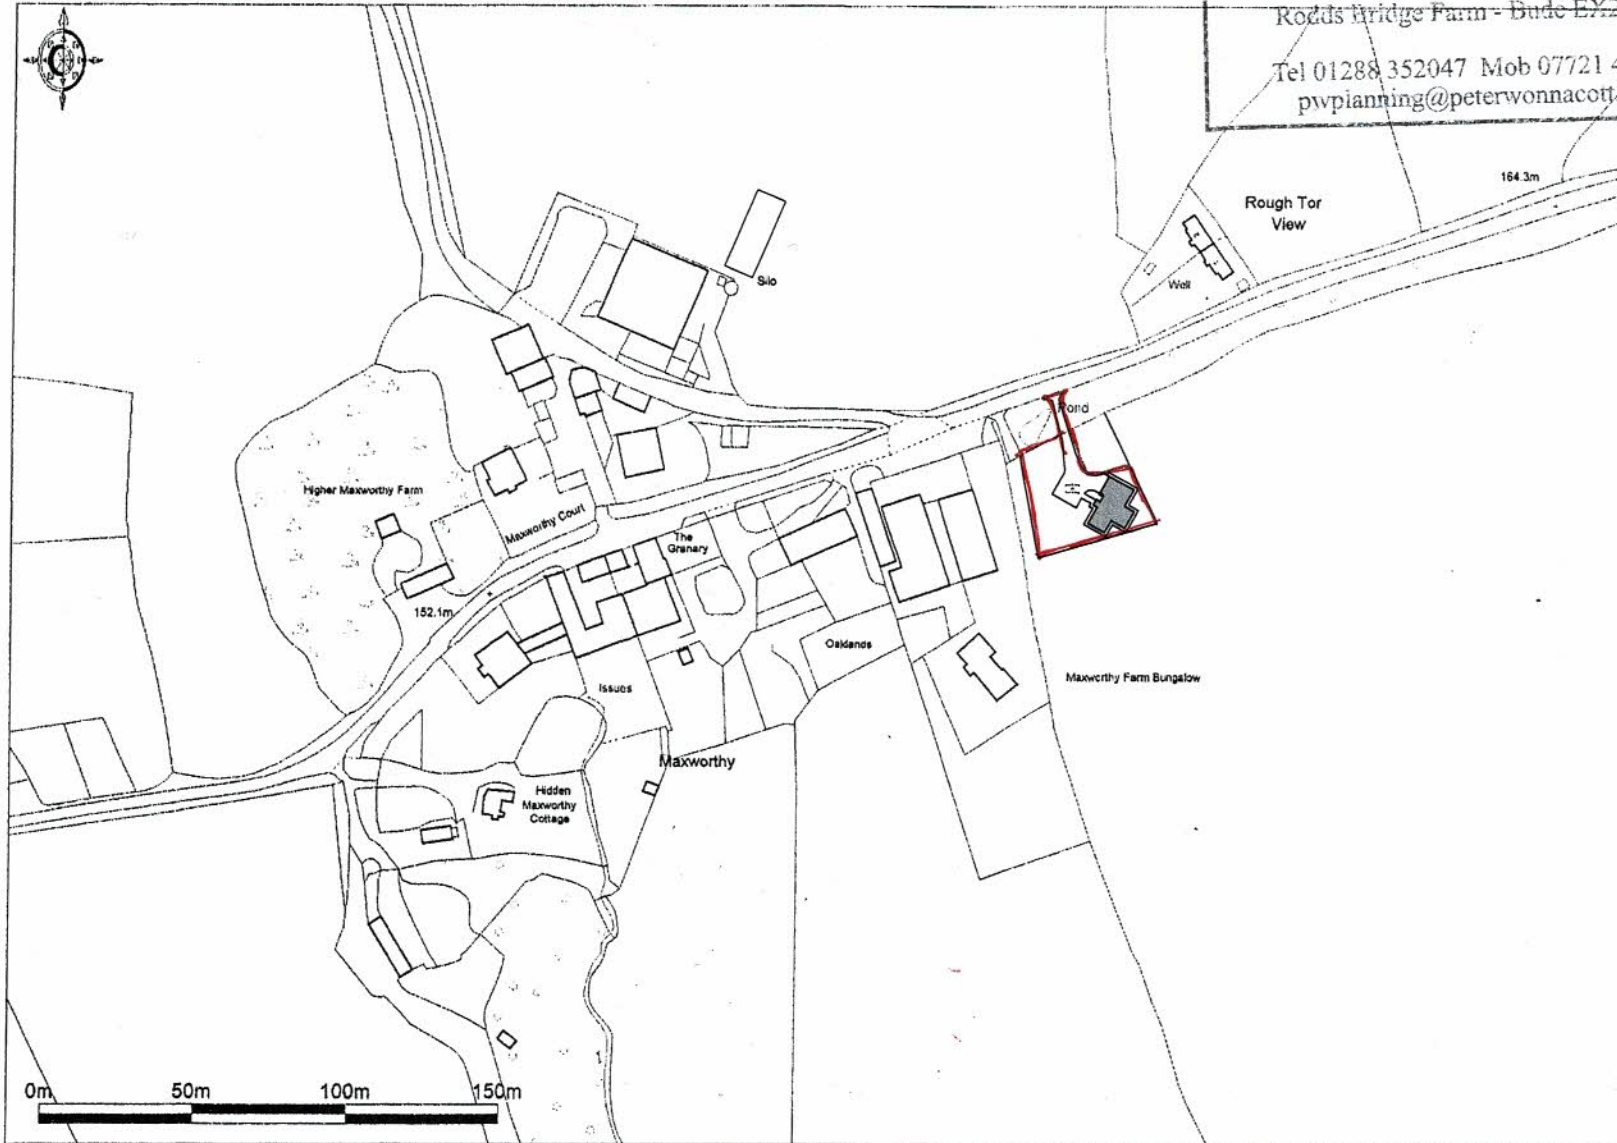 Rodds Bridge Farm - Bude
Tel 01288 352047 Mob 07721
pwplanning@peterwonnacott
164.3m
Rough Tor
View
Well
Silo
Pond
Higher Maxworthy Farm
Maxworthy Court
The
Granary
152.1m
Oaklands
Issues
Maxworthy Farm Bungalow
Maxworthy
Hidden
Maxworthy
Cottage
0m 50m 100m 150m